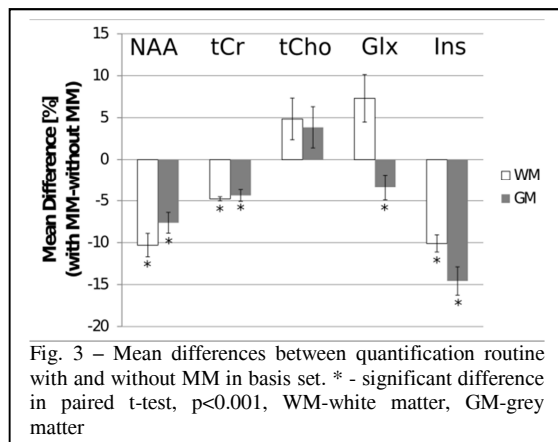 15
10
5
0
-5
-10
-15
-20
Mean Difference [%]
(with MM-without MM)
NAA tCr tCho Glx Ins
* * * * * * *
WM
GM
Fig. 3 – Mean differences between quantification routine
with and without MM in basis set. * - significant difference
in paired t-test, p<0.001, WM-white matter, GM-grey
matter